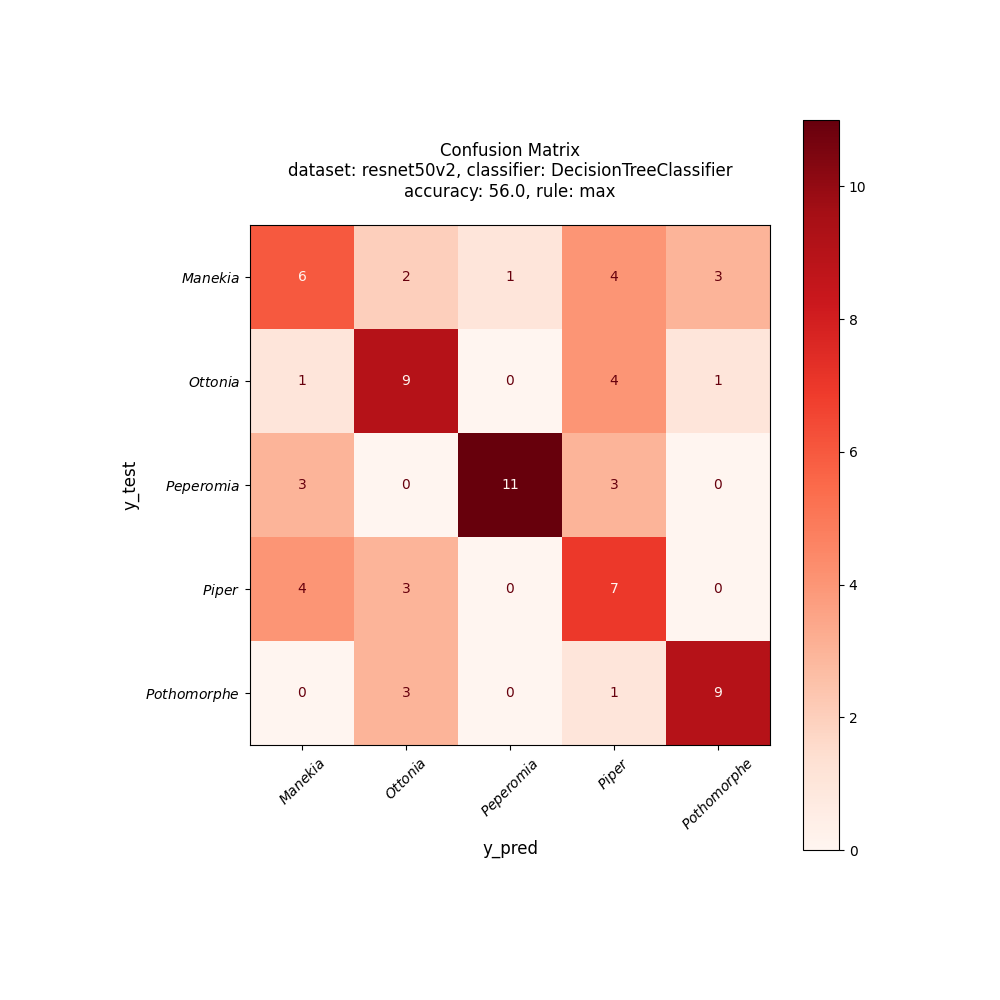 Confusion Matrix
dataset: resnet50v2, classifier: DecisionTreeClassifier
accuracy: 56.0, rule: max
y_test
Manekia 6 2 1 4 3
Ottonia 1 9 0 4 1
Peperomia 3 0 11 3 0
Piper 4 3 0 7 0
Pothomorphe 0 3 0 1 9
Manekia Ottonia Peperomia Piper Pothomorphe
y_pred
10
8
6
4
2
0